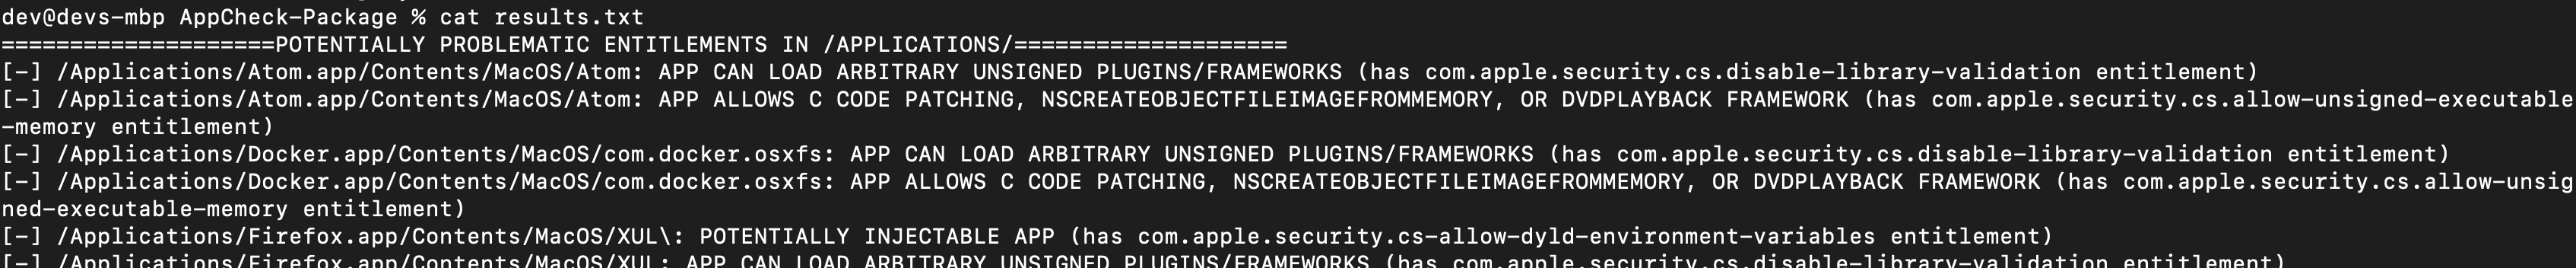 dev@devs-mbp AppCheck-Package % cat results.txt
====================POTENTIALLY PROBLEMATIC ENTITLEMENTS IN /APPLICATIONS/====================
[-] /Applications/Atom.app/Contents/MacOS/Atom: APP CAN LOAD ARBITRARY UNSIGNED PLUGINS/FRAMEWORKS (has com.apple.security.cs.disable-library-validation entitlement)
[-] /Applications/Atom.app/Contents/MacOS/Atom: APP ALLOWS C CODE PATCHING, NSCREATEOBJECTFILEIMAGEFROMMEMORY, OR DVDPLAYBACK FRAMEWORK (has com.apple.security.cs.allow-unsigned-executable
-memory entitlement)
[-] /Applications/Docker.app/Contents/MacOS/com.docker.osxfs: APP CAN LOAD ARBITRARY UNSIGNED PLUGINS/FRAMEWORKS (has com.apple.security.cs.disable-library-validation entitlement)
[-] /Applications/Docker.app/Contents/MacOS/com.docker.osxfs: APP ALLOWS C CODE PATCHING, NSCREATEOBJECTFILEIMAGEFROMMEMORY, OR DVDPLAYBACK FRAMEWORK (has com.apple.security.cs.allow-unsig
ned-executable-memory entitlement)
[-] /Applications/Firefox.app/Contents/MacOS/XUL\: POTENTIALLY INJECTABLE APP (has com.apple.security.cs-allow-dyld-environment-variables entitlement)
[-] /Applications/Firefox.app/Contents/MacOS/XUL: APP CAN LOAD ARBITRARY UNSIGNED PLUGINS/FRAMEWORKS (has com.apple.security.cs.disable-library-validation entitlement)